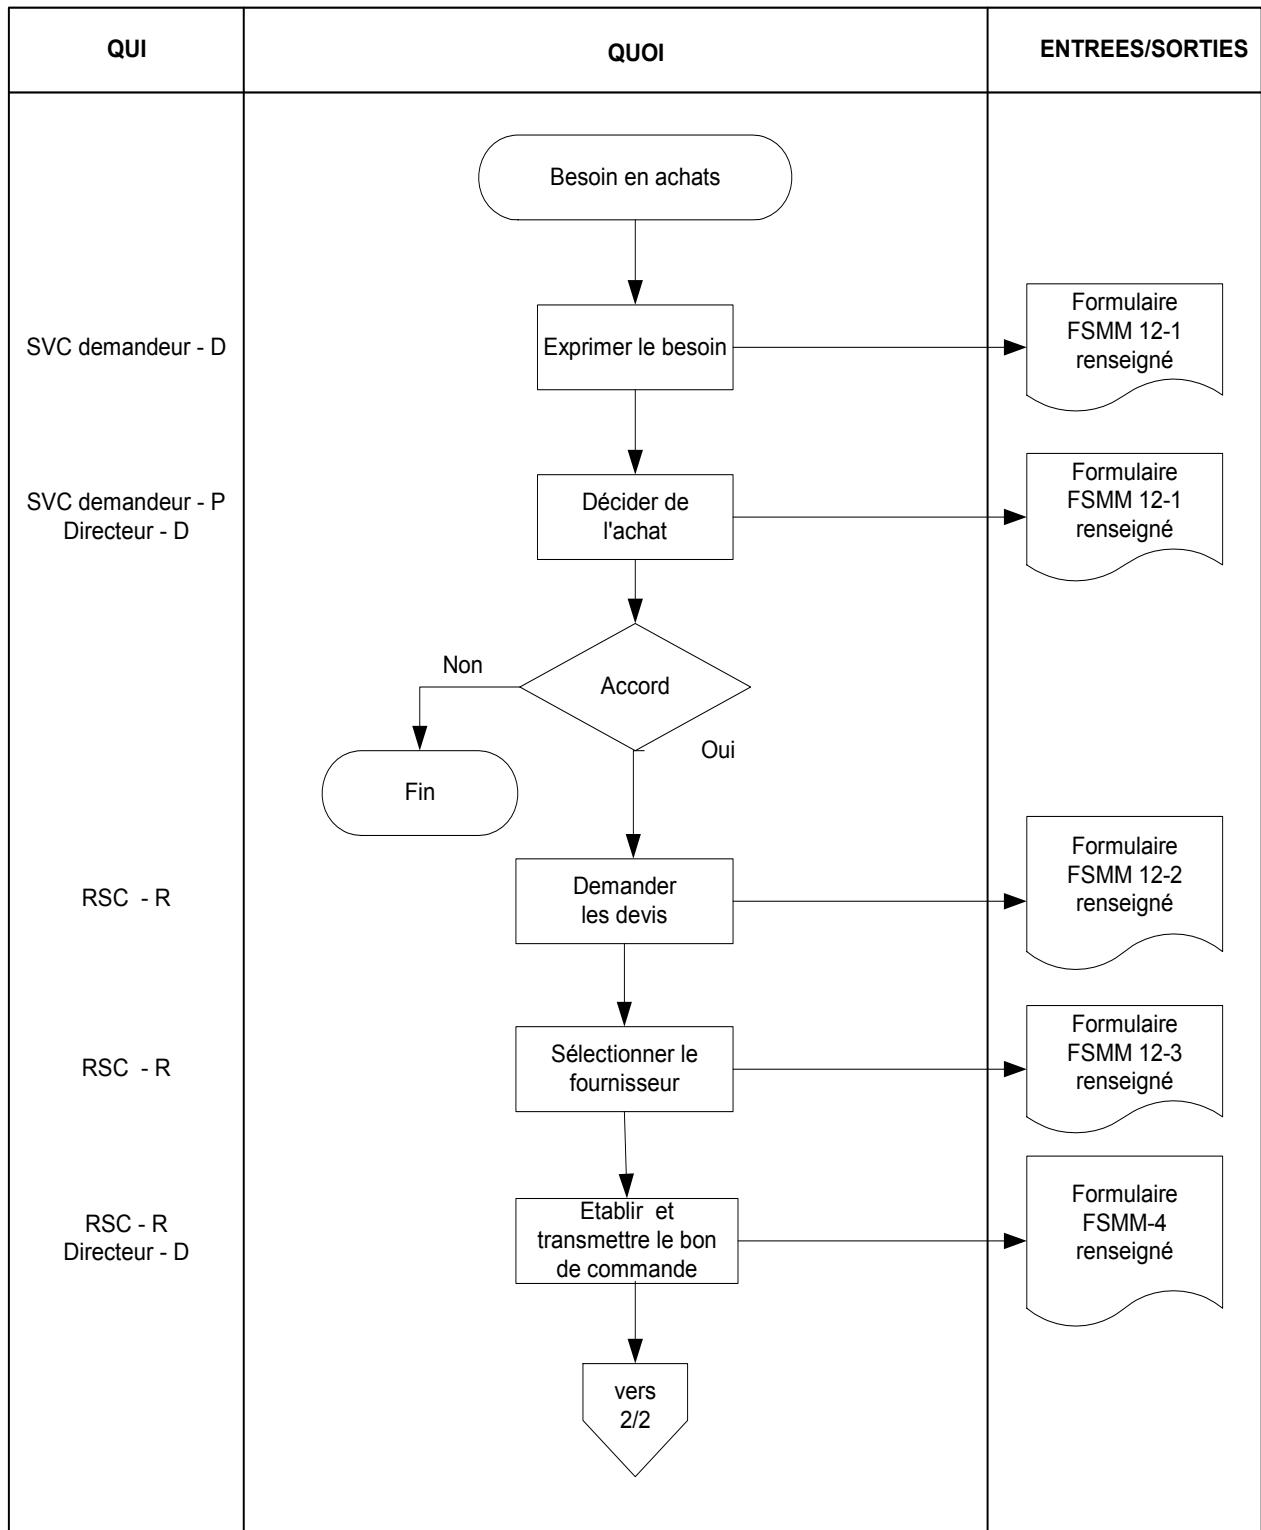 QUI
QUOI
ENTREES/SORTIES
Besoin en achats
SVC demandeur - D
Exprimer le besoin
Formulaire
FSMM 12-1
renseigné
SVC demandeur - P
Directeur - D
Décider de
l'achat
Formulaire
FSMM 12-1
renseigné
Non
Accord
Oui
Fin
RSC  - R
Demander
les devis
Formulaire
FSMM 12-2
renseigné
RSC  - R
Sélectionner le
fournisseur
Formulaire
FSMM 12-3
renseigné
RSC - R
Directeur - D
Etablir  et
transmettre le bon
de commande
Formulaire
FSMM-4
renseigné
vers
2/2